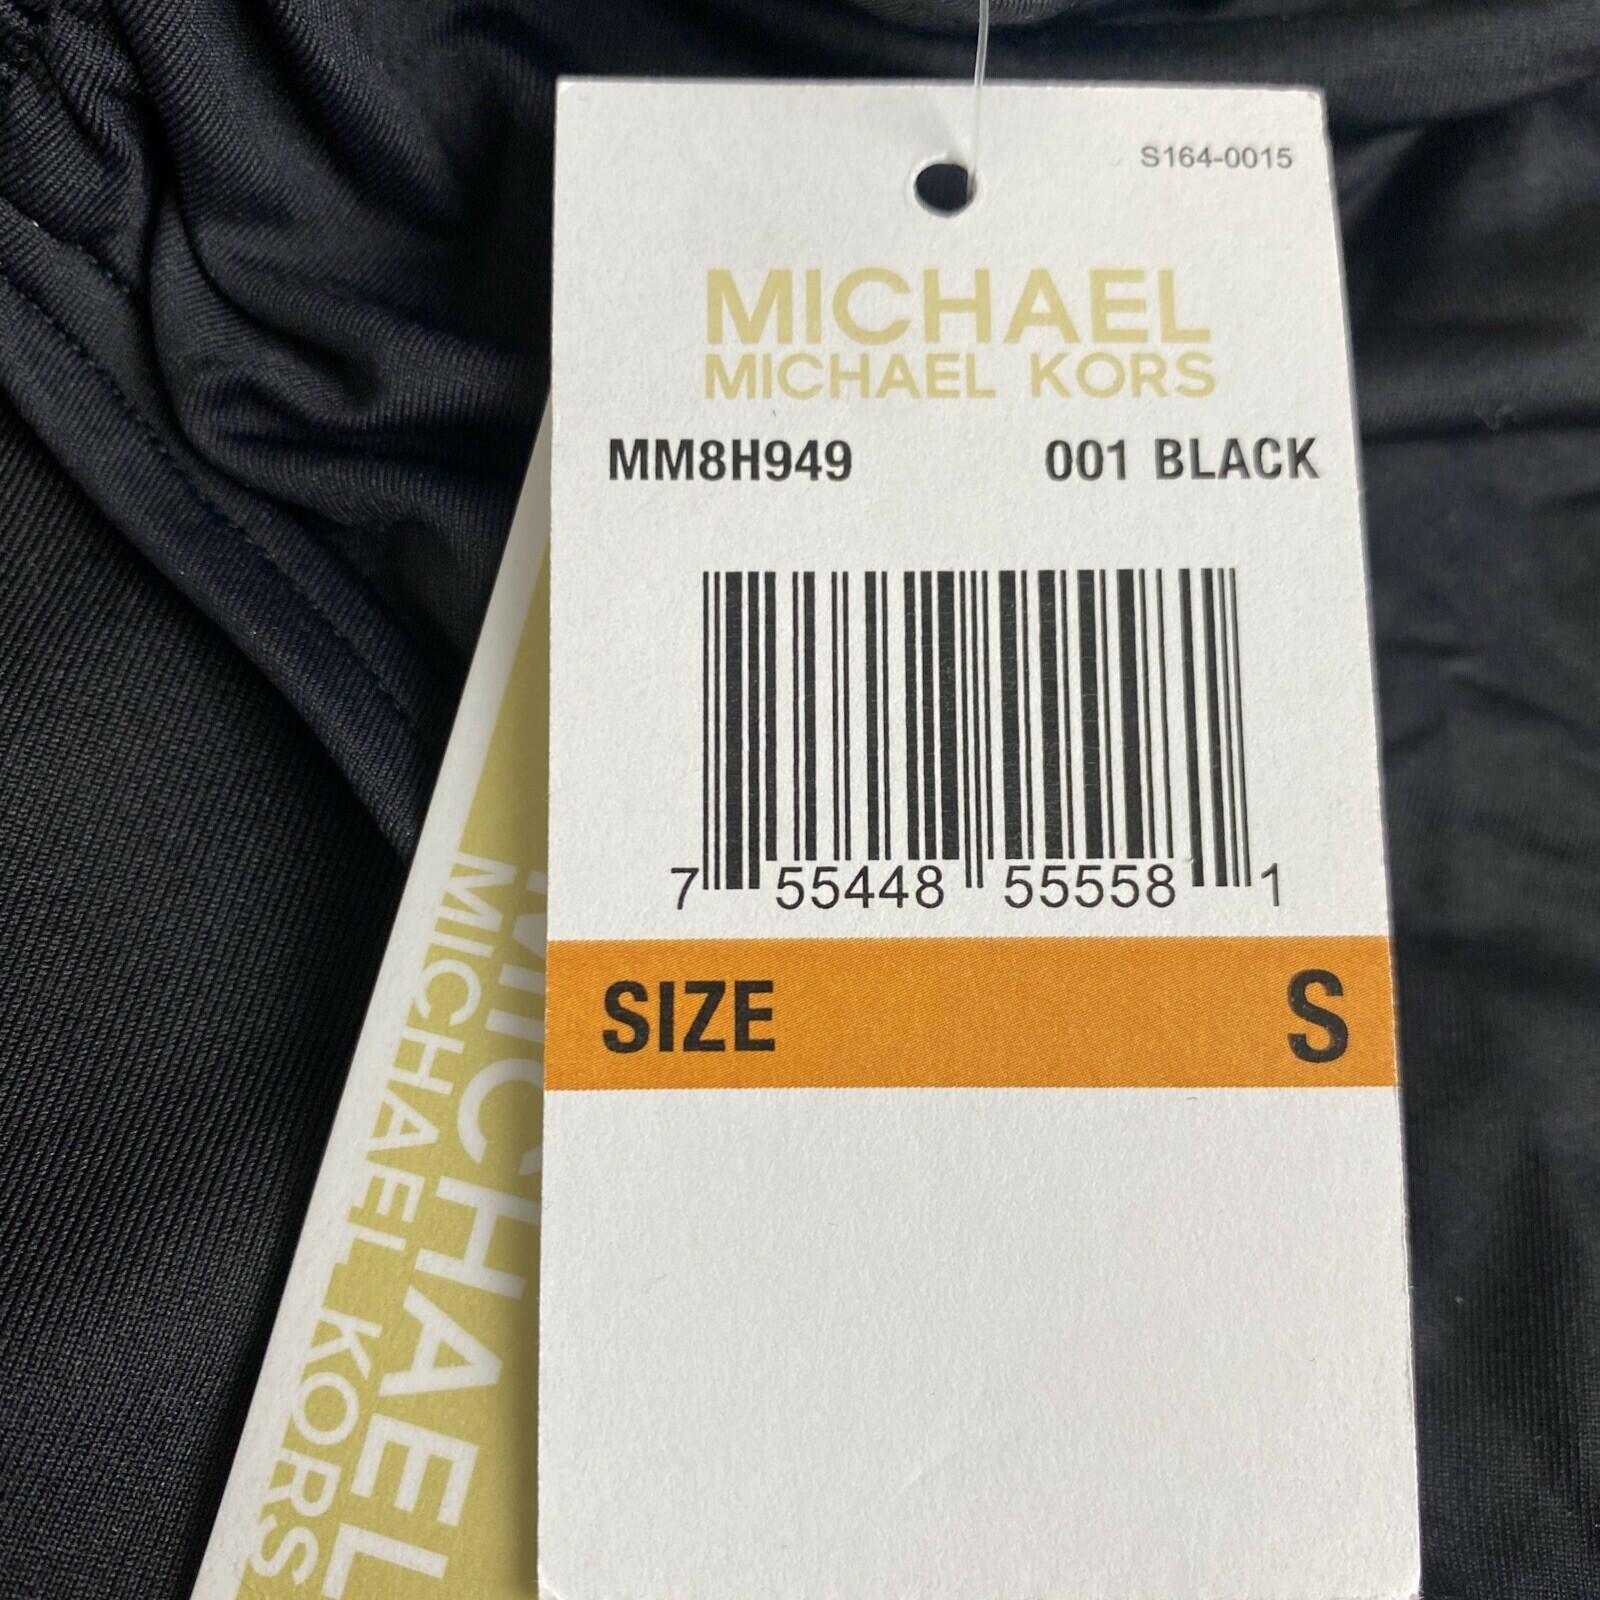 S164-0015
MICHAEL
MICHAEL KORS
MM8H949 001 BLACK
7 55448 55558 1
SIZE S
MICHAEL
MICHAEL KORS